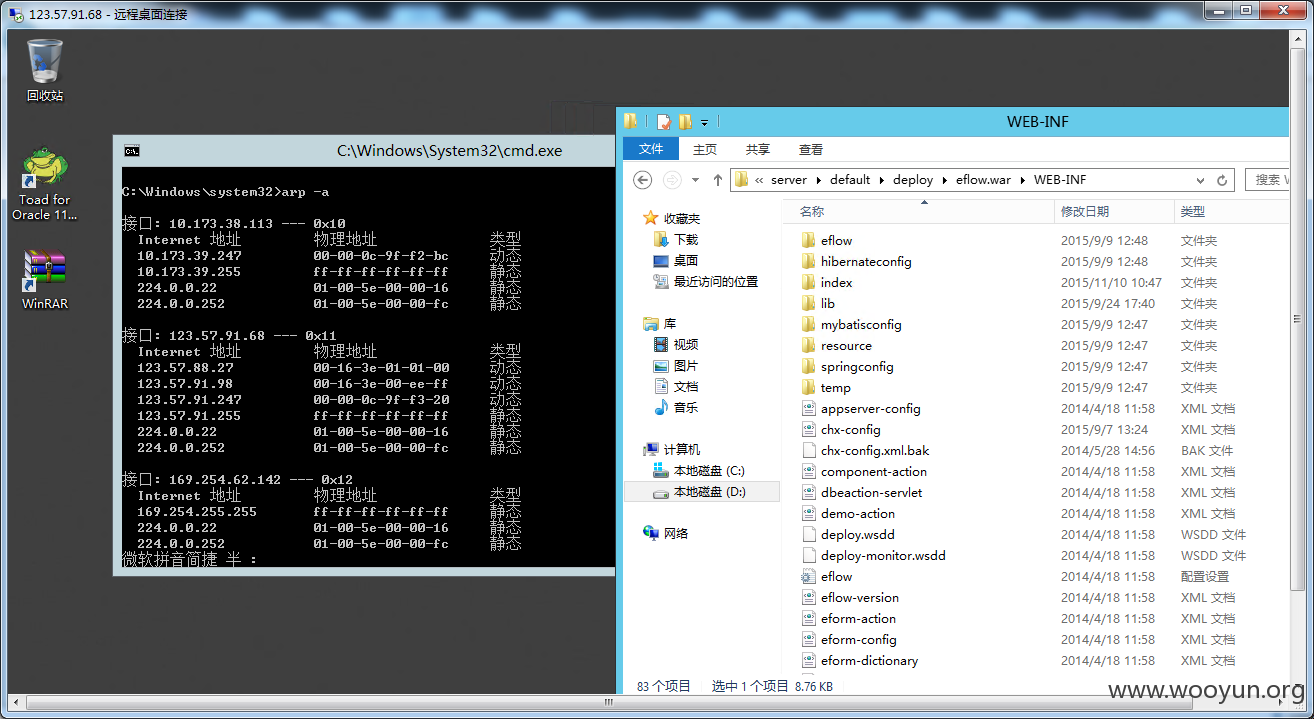 123.57.91.68 - 远程桌面连接
回收站
Toad for
Oracle 11...
WinRAR
C:\Windows\System32\cmd.exe
C:\Windows\system32>arp -a
接口: 10.173.38.113 --- 0x10
Internet 地址 物理地址 类型
10.173.39.247 00-00-0c-9f-f2-bc 动态
10.173.39.255 ff-ff-ff-ff-ff-ff 静态
224.0.0.22 01-00-5e-00-00-16 静态
224.0.0.252 01-00-5e-00-00-fc 静态
接口: 123.57.91.68 --- 0x11
Internet 地址 物理地址 类型
123.57.88.27 00-16-3e-01-01-00 动态
123.57.91.98 00-16-3e-00-ee-ff 动态
123.57.91.247 00-00-0c-9f-f3-20 动态
123.57.91.255 ff-ff-ff-ff-ff-ff 静态
224.0.0.22 01-00-5e-00-00-16 静态
224.0.0.252 01-00-5e-00-00-fc 静态
接口: 169.254.62.142 --- 0x12
Internet 地址 物理地址 类型
169.254.255.255 ff-ff-ff-ff-ff-ff 静态
224.0.0.22 01-00-5e-00-00-16 静态
224.0.0.252 01-00-5e-00-00-fc 静态
微软拼音简捷 半 :
WEB-INF
文件 主页 共享 查看
« server default deploy eflow.war WEB-INF
搜索 W
收藏夹
下载
桌面
最近访问的位置
库
视频
图片
文档
音乐
计算机
本地磁盘 (C:)
本地磁盘 (D:)
网络
名称 修改日期 类型
eflow 2015/9/9 12:48 文件夹
hibernateconfig 2015/9/9 12:48 文件夹
index 2015/11/10 10:47 文件夹
lib 2015/9/24 17:40 文件夹
mybatisconfig 2015/9/9 12:47 文件夹
resource 2015/9/9 12:47 文件夹
springconfig 2015/9/9 12:47 文件夹
temp 2015/9/9 12:47 文件夹
appserver-config 2014/4/18 11:58 XML 文档
chx-config 2015/9/7 13:24 XML 文档
chx-config.xml.bak 2014/5/28 14:56 BAK 文件
component-action 2014/4/18 11:58 XML 文档
dbeaction-servlet 2014/4/18 11:58 XML 文档
demo-action 2014/4/18 11:58 XML 文档
deploy.wsdd 2014/4/18 11:58 WSDD 文件
deploy-monitor.wsdd 2014/4/18 11:58 WSDD 文件
eflow 2014/4/18 11:58 配置设置
eflow-version 2014/4/18 11:58 XML 文档
eform-action 2014/4/18 11:58 XML 文档
eform-config 2014/4/18 11:58 XML 文档
eform-dictionary 2014/4/18 11:58 XML 文档
83 个项目 选中 1 个项目 8.76 KB
www.wooyun.org